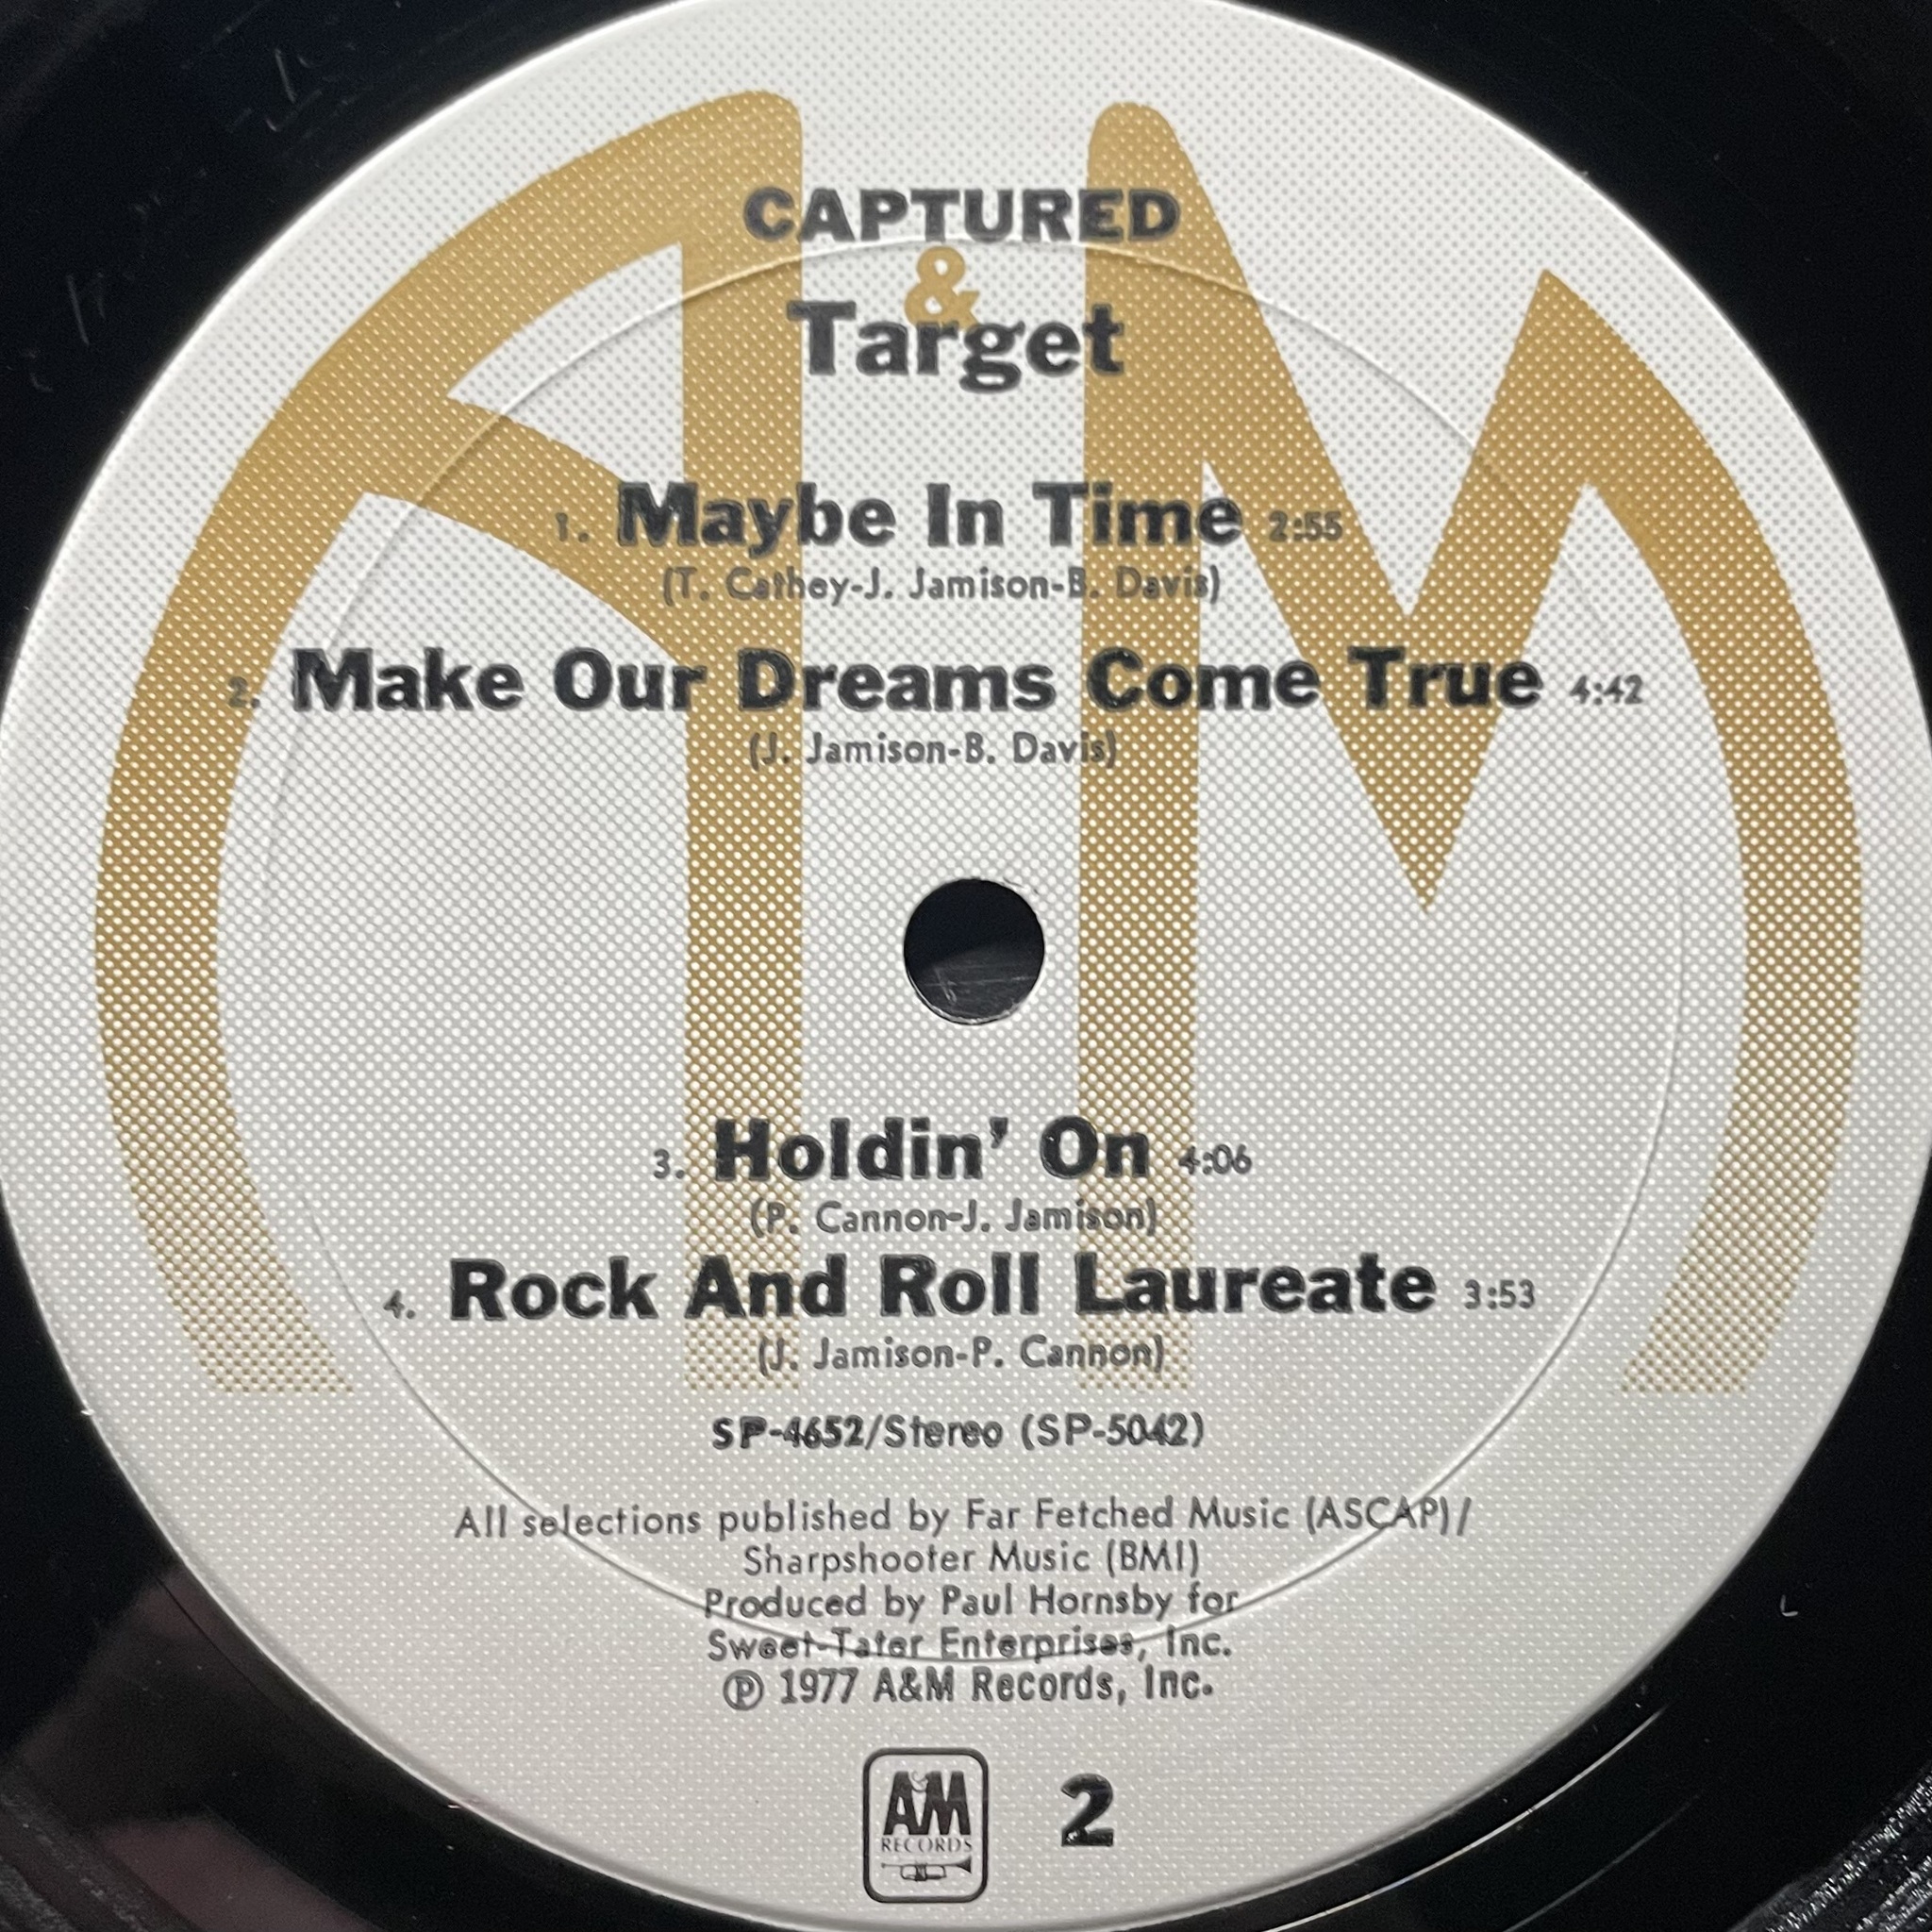 CAPTURED
&
Target
1. Maybe In Time 2:55
(T. Cathey-J. Jamison-B. Davis)
2. Make Our Dreams Come True 4:42
(J. Jamison-B. Davis)
3. Holdin' On 4:06
(P. Cannon-J. Jamison)
4. Rock And Roll Laureate 3:53
(J. Jamison-P. Cannon)
SP-4652/Stereo (SP-5042)
All selections published by Far Fetched Music (ASCAP)/
Sharpshooter Music (BMI)
Produced by Paul Hornsby for
Sweet-Tater Enterprises, Inc.
℗ 1977 A&M Records, Inc.
A&M
RECORDS
2